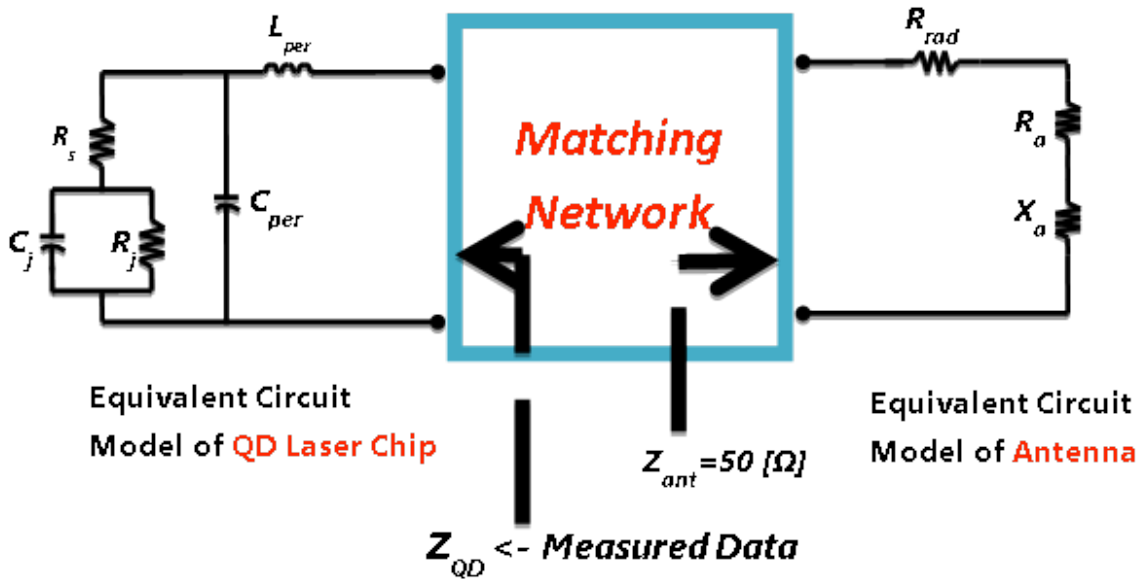 L_per
R_rad
R_s
R_a
C_per
X_a
C_j
R_j
Matching
Network
Equivalent Circuit
Model of QD Laser Chip
Z_ant=50 [Ω]
Equivalent Circuit
Model of Antenna
Z_QD <- Measured Data